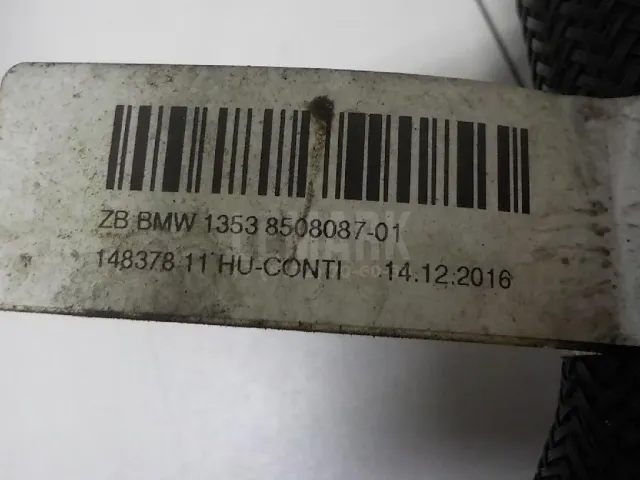 ZB BMW 1353 8508087-01
148378 11 HU-CONTI 14.12.2016